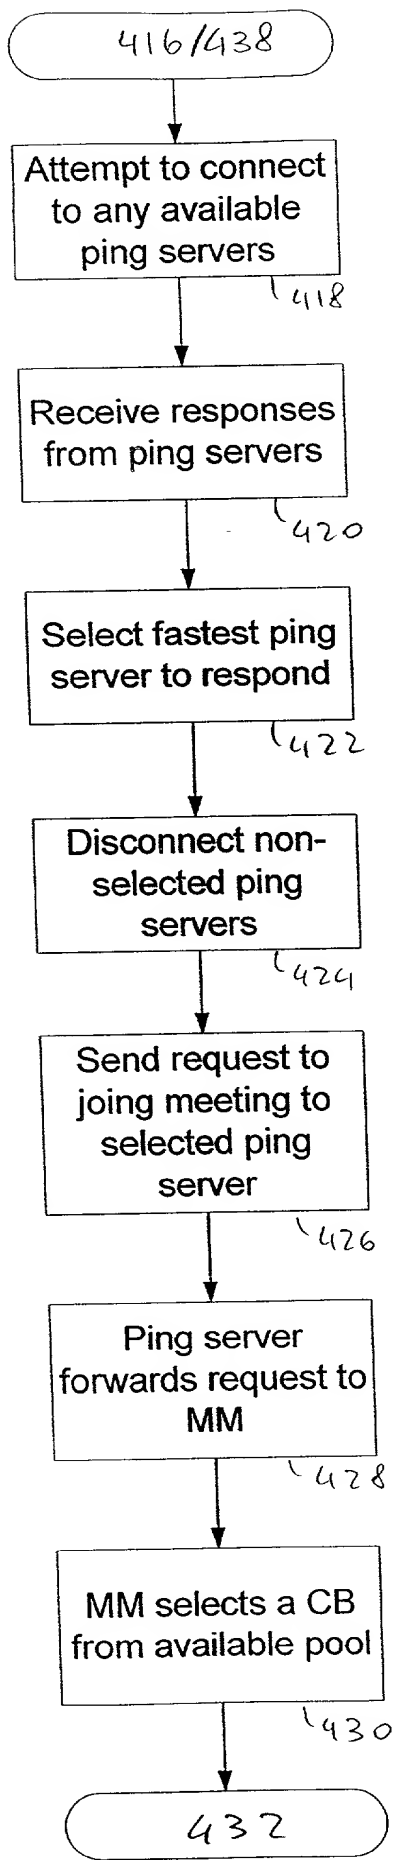 416/438
Attempt to connect
to any available
ping servers
418
Receive responses
from ping servers
420
Select fastest ping
server to respond
422
Disconnect non-
selected ping
servers
424
Send request to
joing meeting to
selected ping
server
426
Ping server
forwards request to
MM
428
MM selects a CB
from available pool
430
432